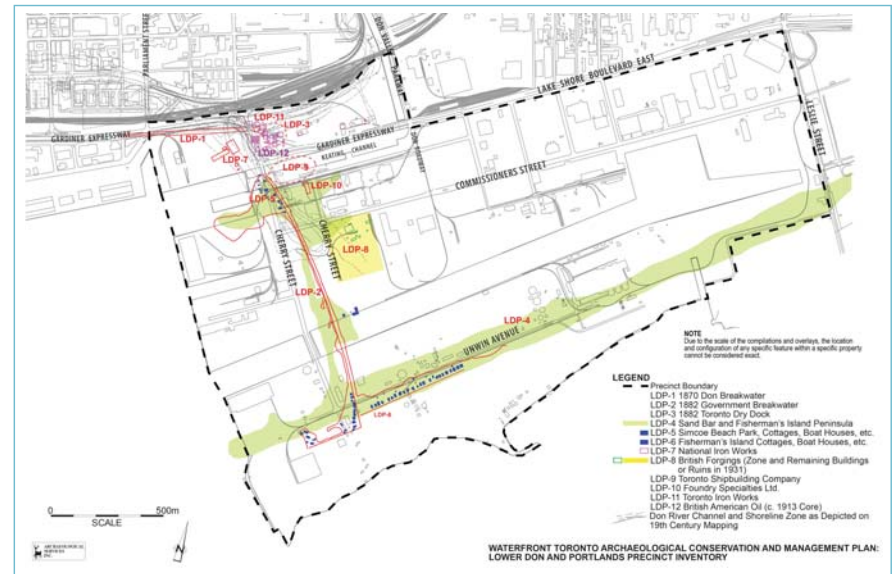 PARLIAMENT STREET
DON VALLEY PARKWAY
LAKE SHORE BOULEVARD EAST
LESLIE STREET
LDP-11
LDP-3
GARDINER EXPRESSWAY
LDP-1
GARDINER EXPRESSWAY
LDP-12
KEATING CHANNEL
LDP-7
LDP-9
DON ROADWAY
COMMISSIONERS STREET
LDP-10
LDP-5
CHERRY STREET
CHERRY STREET
LDP-8
LDP-2
LDP-4
UNWIN AVENUE
LDP-6
NOTE
Due to the scale of the compilations and overlays, the location
and configuration of any specific feature within a specific property
cannot be considered exact.
LEGEND
Precinct Boundary
LDP-1 1870 Don Breakwater
LDP-2 1882 Government Breakwater
LDP-3 1882 Toronto Dry Dock
LDP-4 Sand Bar and Fisherman's Island Peninsula
LDP-5 Simcoe Beach Park, Cottages, Boat Houses, etc.
LDP-6 Fisherman's Island Cottages, Boat Houses, etc.
LDP-7 National Iron Works
LDP-8 British Forgings (Zone and Remaining Buildings
or Ruins in 1931)
LDP-9 Toronto Shipbuilding Company
LDP-10 Foundry Specialties Ltd.
LDP-11 Toronto Iron Works
LDP-12 British American Oil (c. 1913 Core)
Don River Channel and Shoreline Zone as Depicted on
19th Century Mapping
0 500m
SCALE
ARCHAEOLOGICAL
SERVICES
INC.
N
WATERFRONT TORONTO ARCHAEOLOGICAL CONSERVATION AND MANAGEMENT PLAN:
LOWER DON AND PORTLANDS PRECINCT INVENTORY